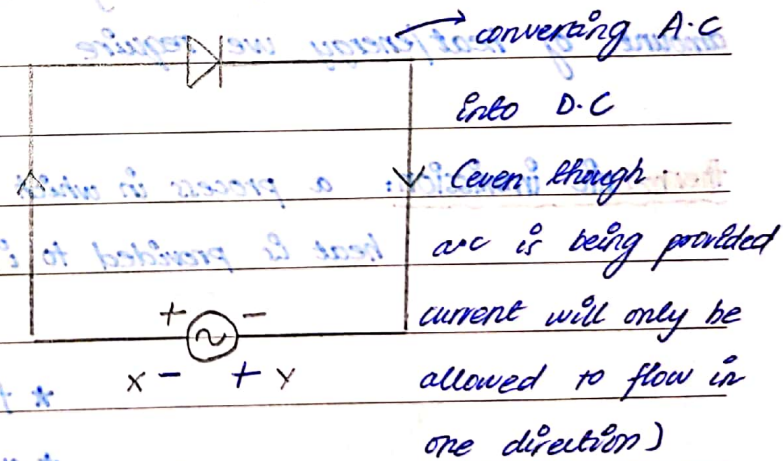 converting A.C
into D.C
(even though
a.c is being provided
current will only be
allowed to flow in
one direction)
+ -
x - + y